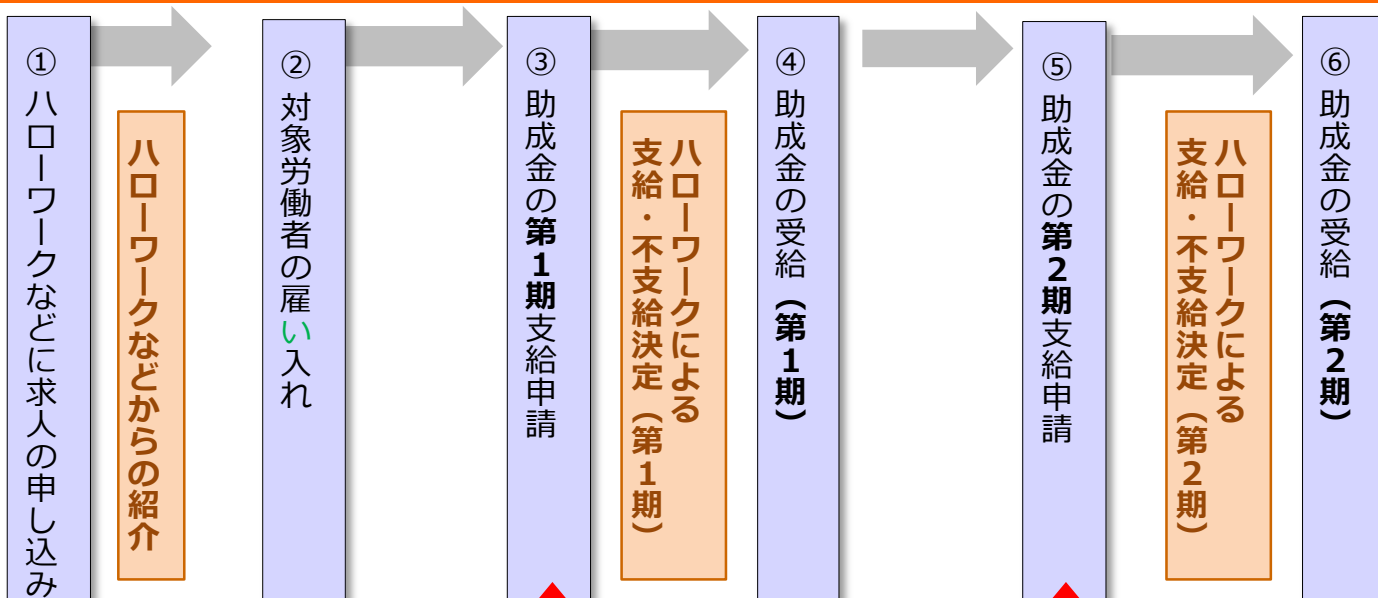 ① ハローワークなどに求人の申し込み
ハローワークなどからの紹介
② 対象労働者の雇い入れ
③ 助成金の第1期支給申請
ハローワークによる
支給・不支給決定（第1期）
④ 助成金の受給（第1期）
⑤ 助成金の第2期支給申請
ハローワークによる
支給・不支給決定（第2期）
⑥ 助成金の受給（第2期）